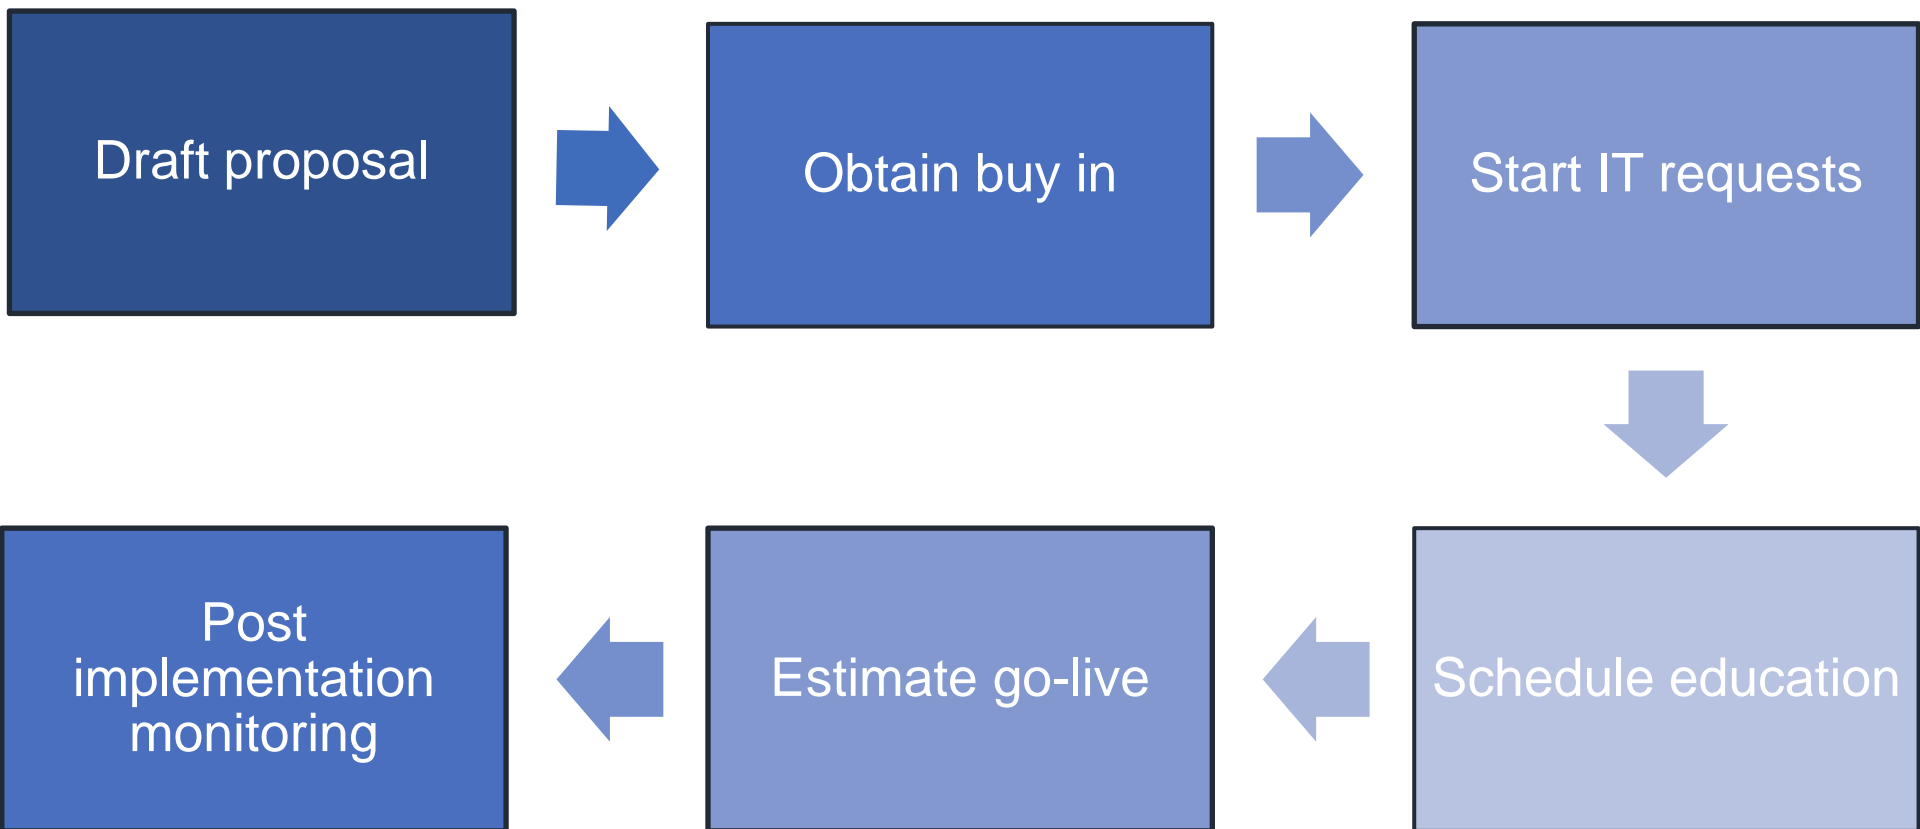 Draft proposal
Obtain buy in
Start IT requests
Schedule education
Estimate go-live
Post
implementation
monitoring